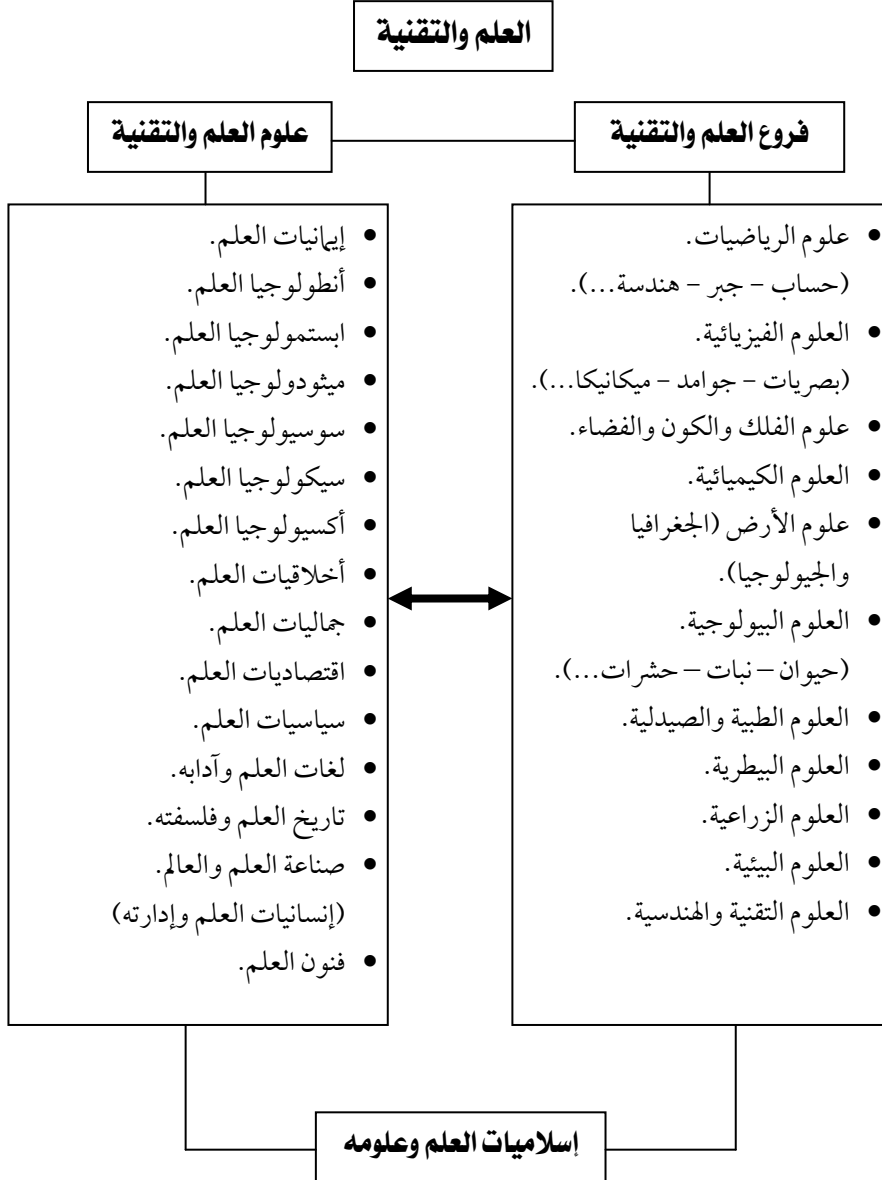 العلم والتقنية
فروع العلم والتقنية
علوم العلم والتقنية
• علوم الرياضيات.
(حساب – جبر – هندسة...).
• العلوم الفيزيائية.
(بصريات – جوامد – ميكانيكا...).
• علوم الفلك والكون والفضاء.
• العلوم الكيميائية.
• علوم الأرض (الجغرافيا
والجيولوجيا).
• العلوم البيولوجية.
(حيوان – نبات – حشرات...).
• العلوم الطبية والصيدلية.
• العلوم البيطرية.
• العلوم الزراعية.
• العلوم البيئية.
• العلوم التقنية والهندسية.
• إيمانيات العلم.
• أنطولوجيا العلم.
• ابستمولوجيا العلم.
• ميثودولوجيا العلم.
• سوسيولوجيا العلم.
• سيكولوجيا العلم.
• أكسيولوجيا العلم.
• أخلاقيات العلم.
• جماليات العلم.
• اقتصاديات العلم.
• سياسيات العلم.
• لغات العلم وآدابه.
• تاريخ العلم وفلسفته.
• صناعة العلم والعالم.
(إنسانيات العلم وإدارته)
• فنون العلم.
إسلاميات العلم وعلومه